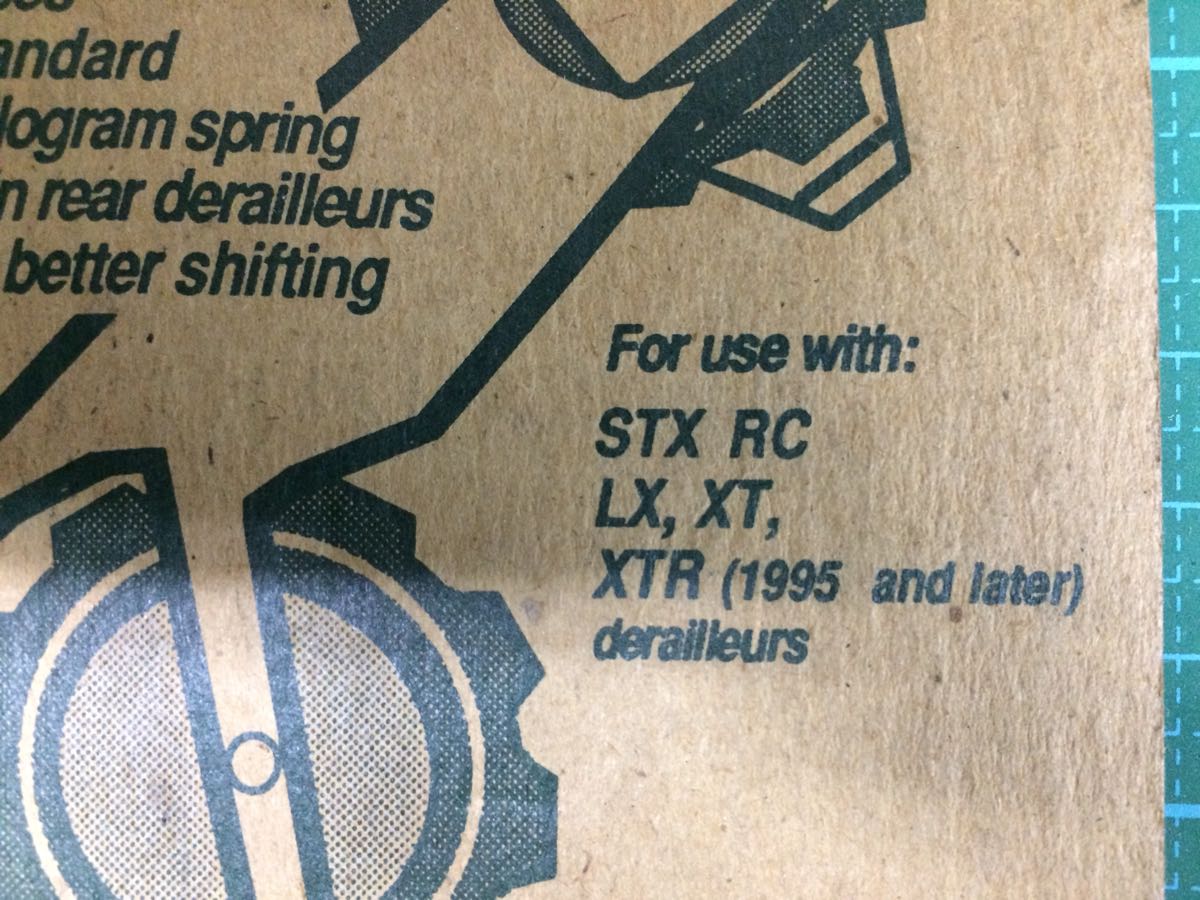 andard
logram spring
n rear derailleurs
better shifting
For use with:
STX RC
LX, XT,
XTR (1995 and later)
derailleurs